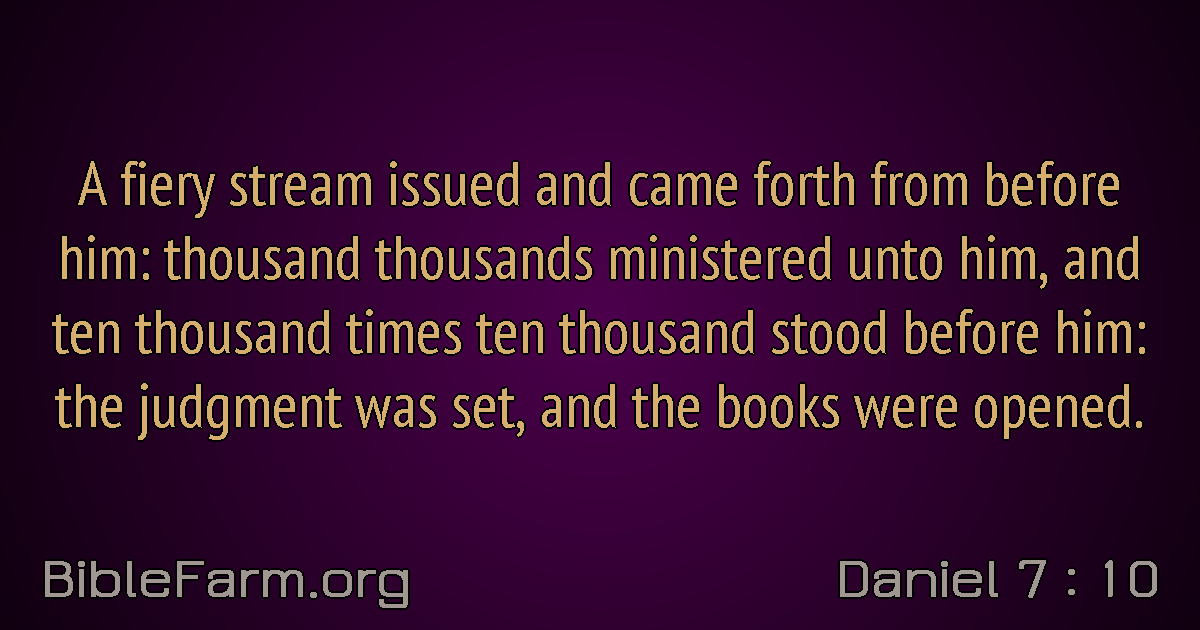 A fiery stream issued and came forth from before
him: thousand thousands ministered unto him, and
ten thousand times ten thousand stood before him:
the judgment was set, and the books were opened.
BibleFarm.org
Daniel 7 : 10